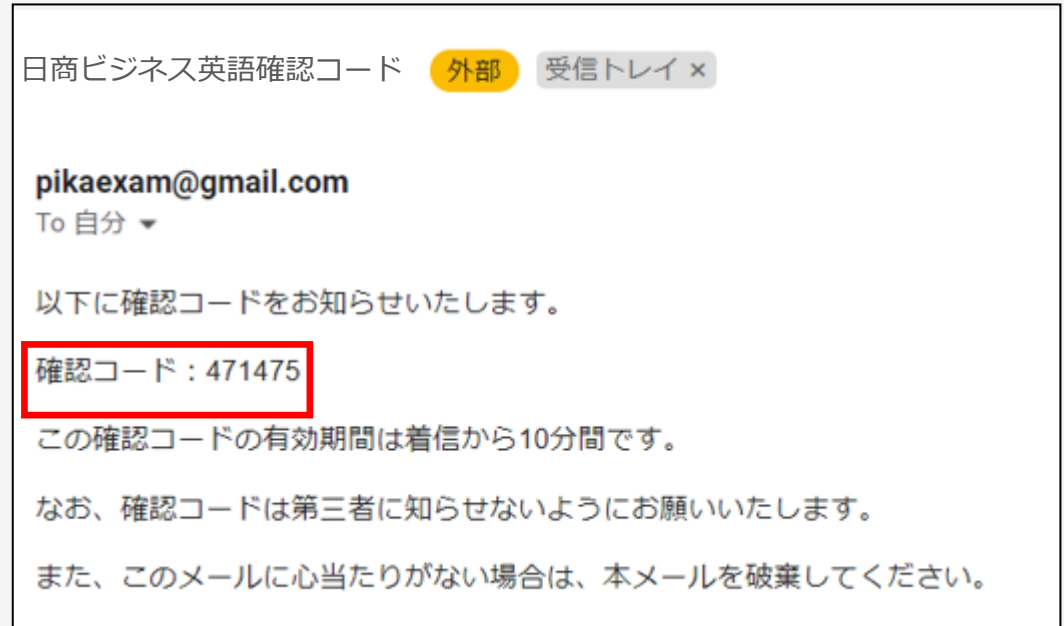 日商ビジネス英語確認コード 外部 受信トレイ ×
pikaexam@gmail.com
To 自分
以下に確認コードをお知らせいたします。
確認コード：471475
この確認コードの有効期間は着信から10分間です。
なお、確認コードは第三者に知らせないようにお願いいたします。
また、このメールに心当たりがない場合は、本メールを破棄してください。